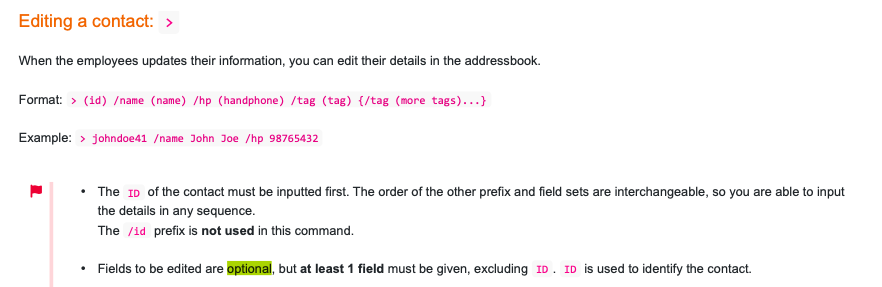 Editing a contact: >
When the employees updates their information, you can edit their details in the addressbook.
Format: > (id) /name (name) /hp (handphone) /tag (tag) {/tag (more tags)...}
Example: > johndoe41 /name John Joe /hp 98765432
• The ID of the contact must be inputted first. The order of the other prefix and field sets are interchangeable, so you are able to input
the details in any sequence.
The /id prefix is not used in this command.
• Fields to be edited are optional, but at least 1 field must be given, excluding ID . ID is used to identify the contact.